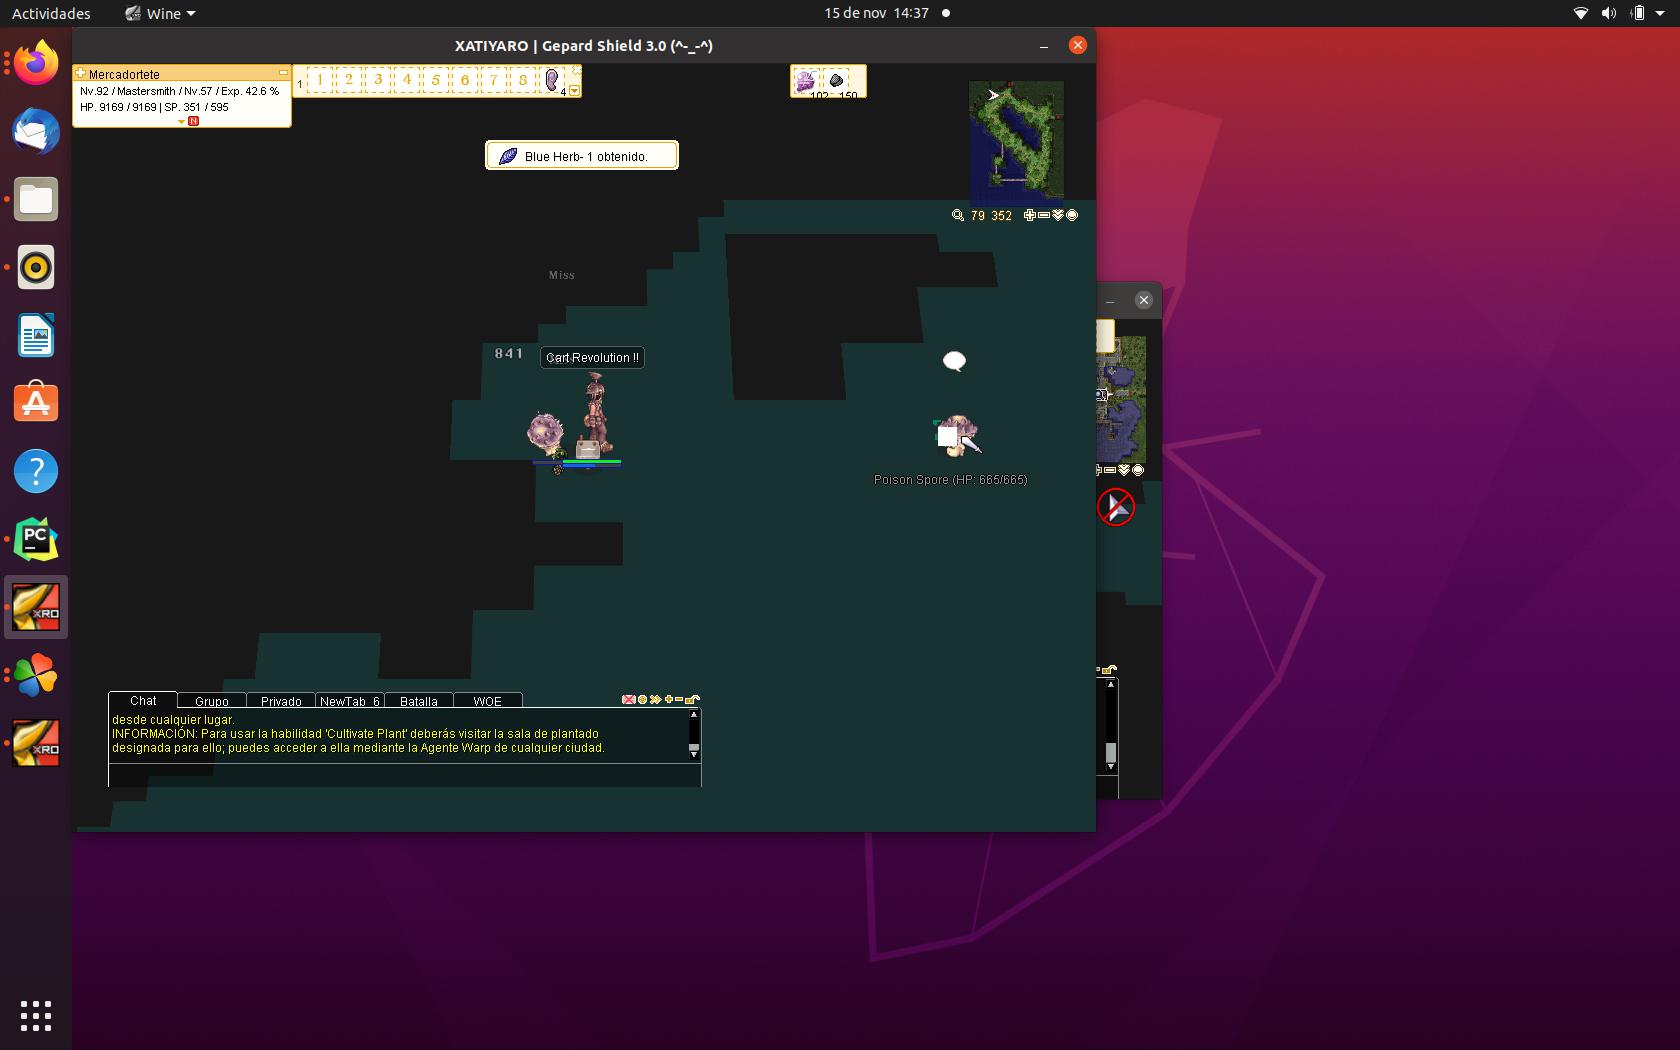 Actividades
Wine
15 de nov 14:37
XATIYARO | Gepard Shield 3.0 (^-_-^)
Mercadortete
Nv.92 / Mastersmith / Nv.57 / Exp. 42.6 %
HP. 9169 / 9169 | SP. 351 / 595
N
1
1 2 3 4 5 6 7 8
4
102 150
Blue Herb- 1 obtenido.
79 352
Miss
841
Cart Revolution !!
Poison Spore (HP: 665/665)
PC
XRO
XRO
Chat
Grupo
Privado
NewTab 6
Batalla
WOE
desde cualquier lugar.
INFORMACIÓN: Para usar la habilidad 'Cultivate Plant' deberás visitar la sala de plantado
designada para ello; puedes acceder a ella mediante la Agente Warp de cualquier ciudad.